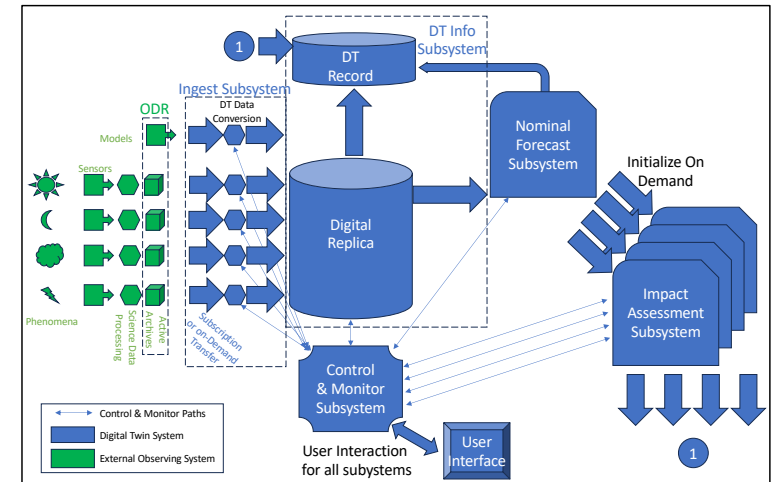 1
DT Info
Subsystem
DT
Record
Ingest Subsystem
ODR
DT Data
Conversion
Models
Nominal
Forecast
Subsystem
Sensors
Initialize On
Demand
Digital
Replica
Impact
Assessment
Subsystem
Phenomena
Science Data
Processing
Active
Archives
Subscription
or on-Demand
Transfer
Control
& Monitor
Subsystem
Control & Monitor Paths
Digital Twin System
External Observing System
User Interaction
for all subsystems
User
Interface
1